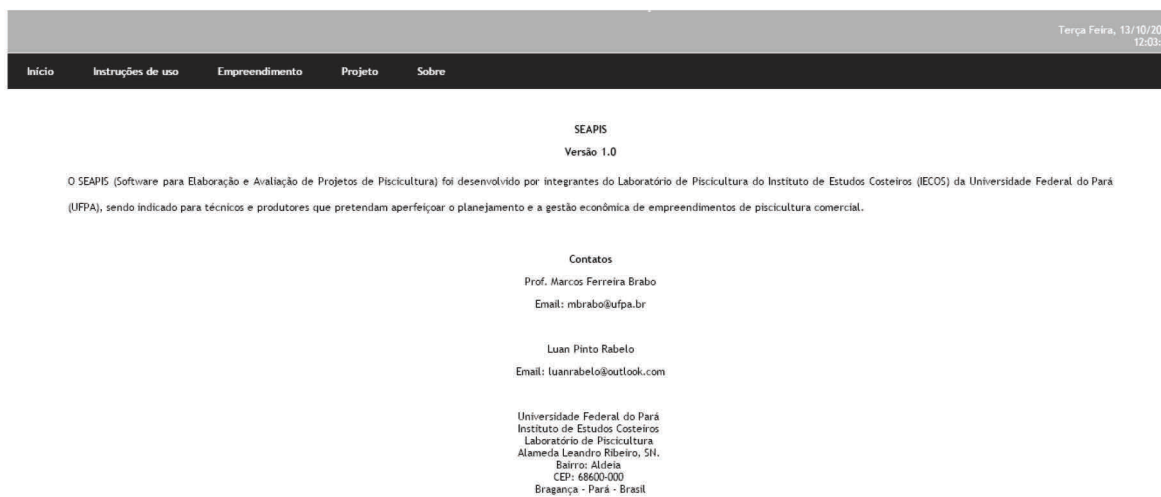 Terça Feira, 13/10/20
12:03:
Início Instruções de uso Empreendimento Projeto Sobre
SEAPIS
Versão 1.0
O SEAPIS (Software para Elaboração e Avaliação de Projetos de Piscicultura) foi desenvolvido por integrantes do Laboratório de Piscicultura do Instituto de Estudos Costeiros (IECOS) da Universidade Federal do Pará
(UFPA), sendo indicado para técnicos e produtores que pretendam aperfeiçoar o planejamento e a gestão econômica de empreendimentos de piscicultura comercial.
Contatos
Prof. Marcos Ferreira Brabo
Email: mbrabo@ufpa.br
Luan Pinto Rabelo
Email: luanrabelo@outlook.com
Universidade Federal do Pará
Instituto de Estudos Costeiros
Laboratório de Piscicultura
Alameda Leandro Ribeiro, SN.
Bairro: Aldeia
CEP: 68600-000
Bragança - Pará - Brasil